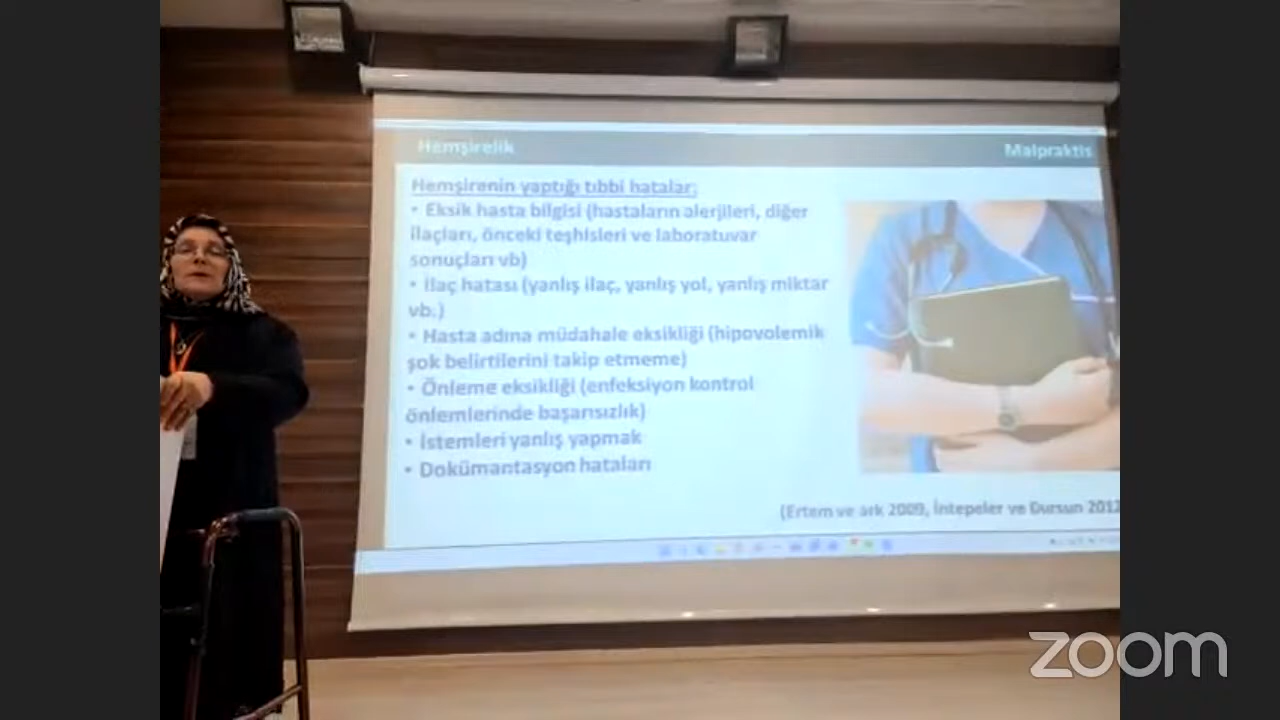 Hemşirelik
Malpraktis
Hemşirenin yaptığı tıbbi hatalar;
• Eksik hasta bilgisi (hastaların alerjileri, diğer
ilaçları, önceki teşhisleri ve laboratuvar
sonuçları vb)
• İlaç hatası (yanlış ilaç, yanlış yol, yanlış miktar
vb.)
• Hasta adına müdahale eksikliği (hipovolemik
şok belirtilerini takip etmeme)
• Önleme eksikliği (enfeksiyon kontrol
önlemlerinde başarısızlık)
• İstemleri yanlış yapmak
• Dokümantasyon hataları
(Ertem ve ark 2009, İntepeler ve Dursun
zoom